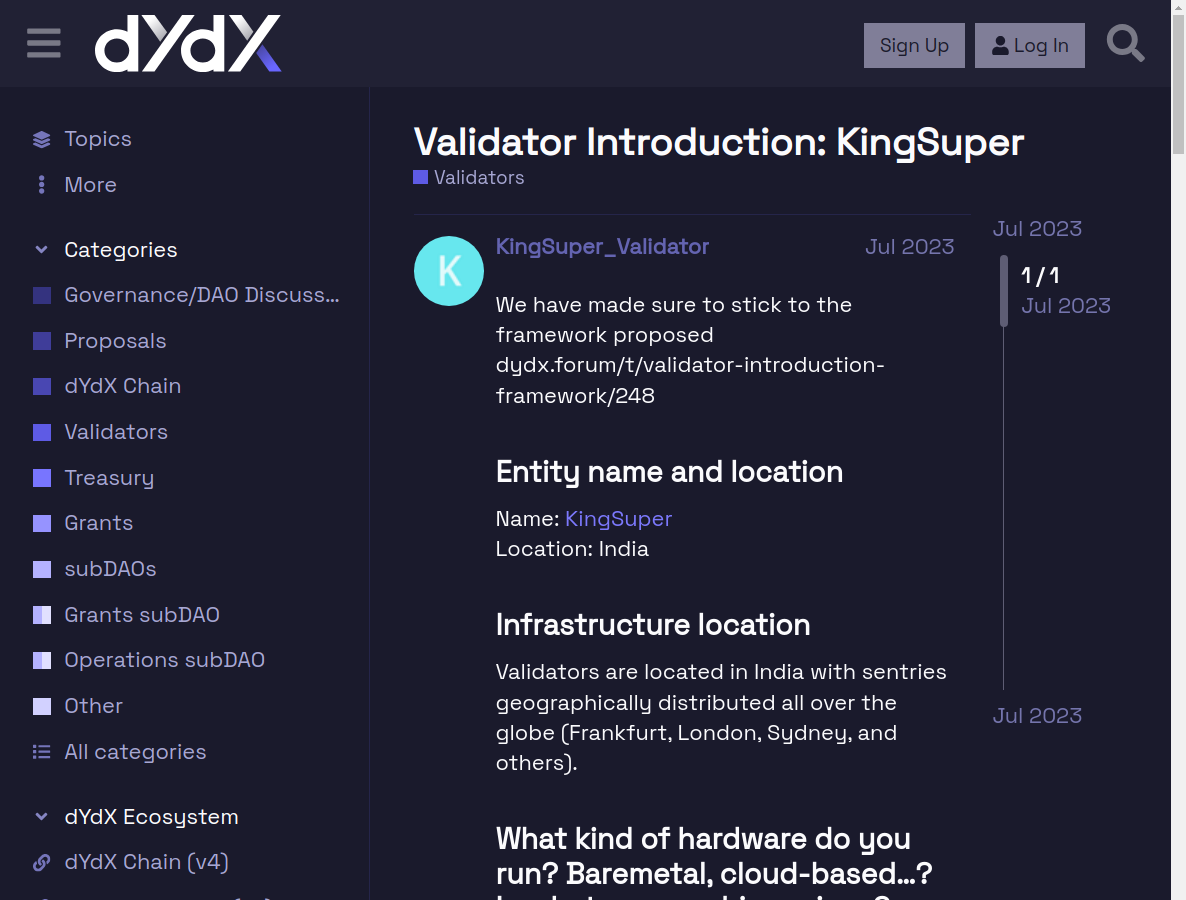 dYdX
Sign Up
Log In
Topics
More
Categories
Governance/DAO Discuss...
Proposals
dYdX Chain
Validators
Treasury
Grants
subDAOs
Grants subDAO
Operations subDAO
Other
All categories
dYdX Ecosystem
dYdX Chain (v4)
Validator Introduction: KingSuper
Validators
K
KingSuper_Validator
Jul 2023
We have made sure to stick to the
framework proposed
dydx.forum/t/validator-introduction-
framework/248
Entity name and location
Name: KingSuper
Location: India
Infrastructure location
Validators are located in India with sentries
geographically distributed all over the
globe (Frankfurt, London, Sydney, and
others).
What kind of hardware do you
run? Baremetal, cloud-based...?
Jul 2023
1 / 1
Jul 2023
Jul 2023